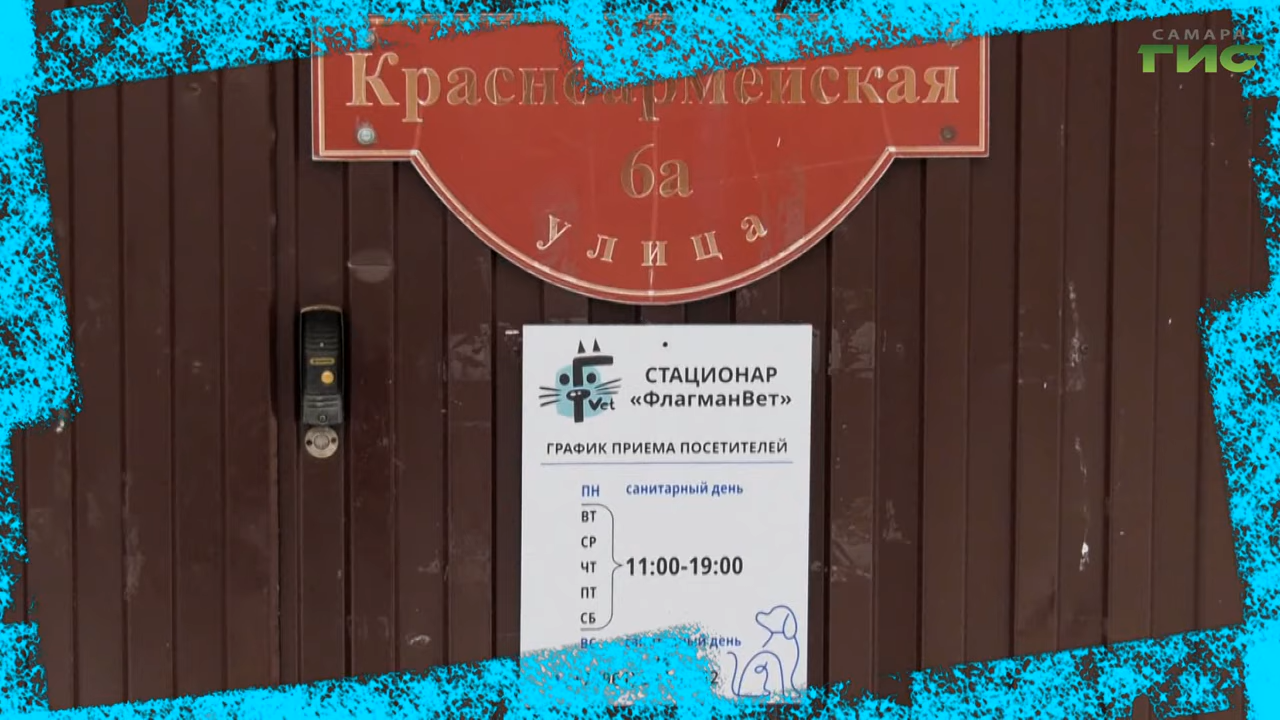 САМАРА
ГИС
Красноармейская
6а
улица
Vet
СТАЦИОНАР
«ФлагманВет»
ГРАФИК ПРИЕМА ПОСЕТИТЕЛЕЙ
ПН санитарный день
ВТ
СР
ЧТ 11:00-19:00
ПТ
СБ
ВС день